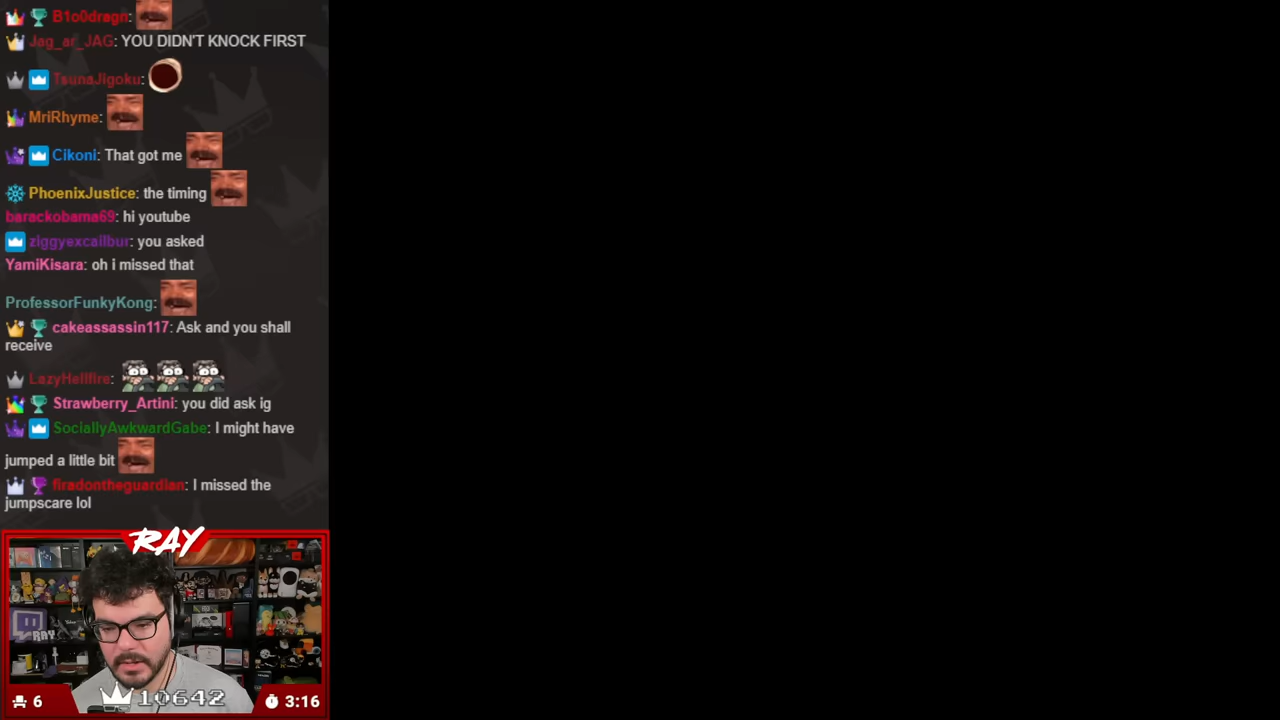 B1o0dragn:
Jag_ar_JAG: YOU DIDN'T KNOCK FIRST
TsunaJigoku:
MriRhyme:
Cikoni: That got me
PhoenixJustice: the timing
barackobama69: hi youtube
ziggyexcailbur: you asked
YamiKisara: oh i missed that
ProfessorFunkyKong:
cakeassassin117: Ask and you shall
receive
LazyHellfire:
Strawberry_Artini: you did ask ig
SociallyAwkwardGabe: I might have
jumped a little bit
firadontheguardian: I missed the
jumpscare lol
RAY
RAY
6
10642
3:16